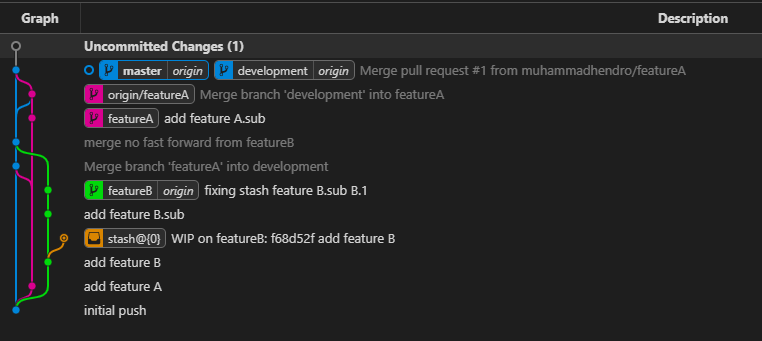 Graph Description
Uncommitted Changes (1)
master origin development origin Merge pull request #1 from muhammadhendro/featureA
origin/featureA Merge branch 'development' into featureA
featureA add feature A.sub
merge no fast forward from featureB
Merge branch 'featureA' into development
featureB origin fixing stash feature B.sub B.1
add feature B.sub
stash@{0} WIP on featureB: f68d52f add feature B
add feature B
add feature A
initial push